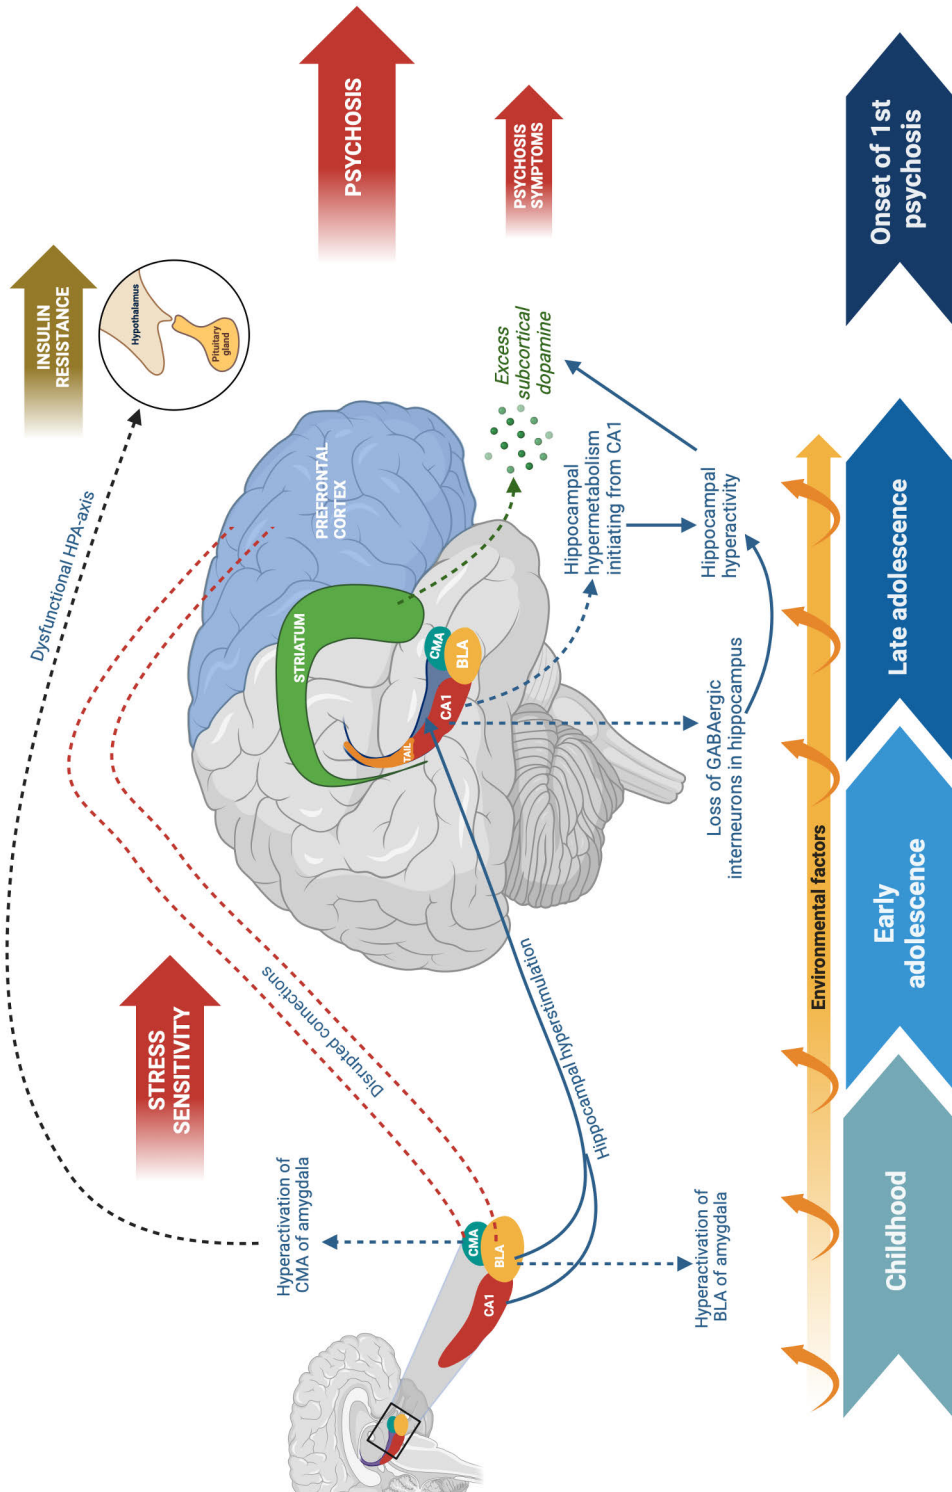 INSULIN
RESISTANCE
PSYCHOSIS
PSYCHOSIS
SYMPTOMS
STRESS
SENSITIVITY
Dysfunctional HPA-axis
Hypothalamus
Pituitary
gland
Disrupted connections
PREFRONTAL
CORTEX
STRIATUM
TAIL
CA1
CMA
BLA
Excess
subcortical
dopamine
Hyperactivation of
CMA of amygdala
CMA
BLA
CA1
Hippocampal hyperstimulation
Hyperactivation of
BLA of amygdala
Hippocampal
hypermetabolism
initiating from CA1
Loss of GABAergic
interneurons in hippocampus
Hippocampal
hyperactivity
Environmental factors
Childhood
Early
adolescence
Late adolescence
Onset of 1st
psychosis